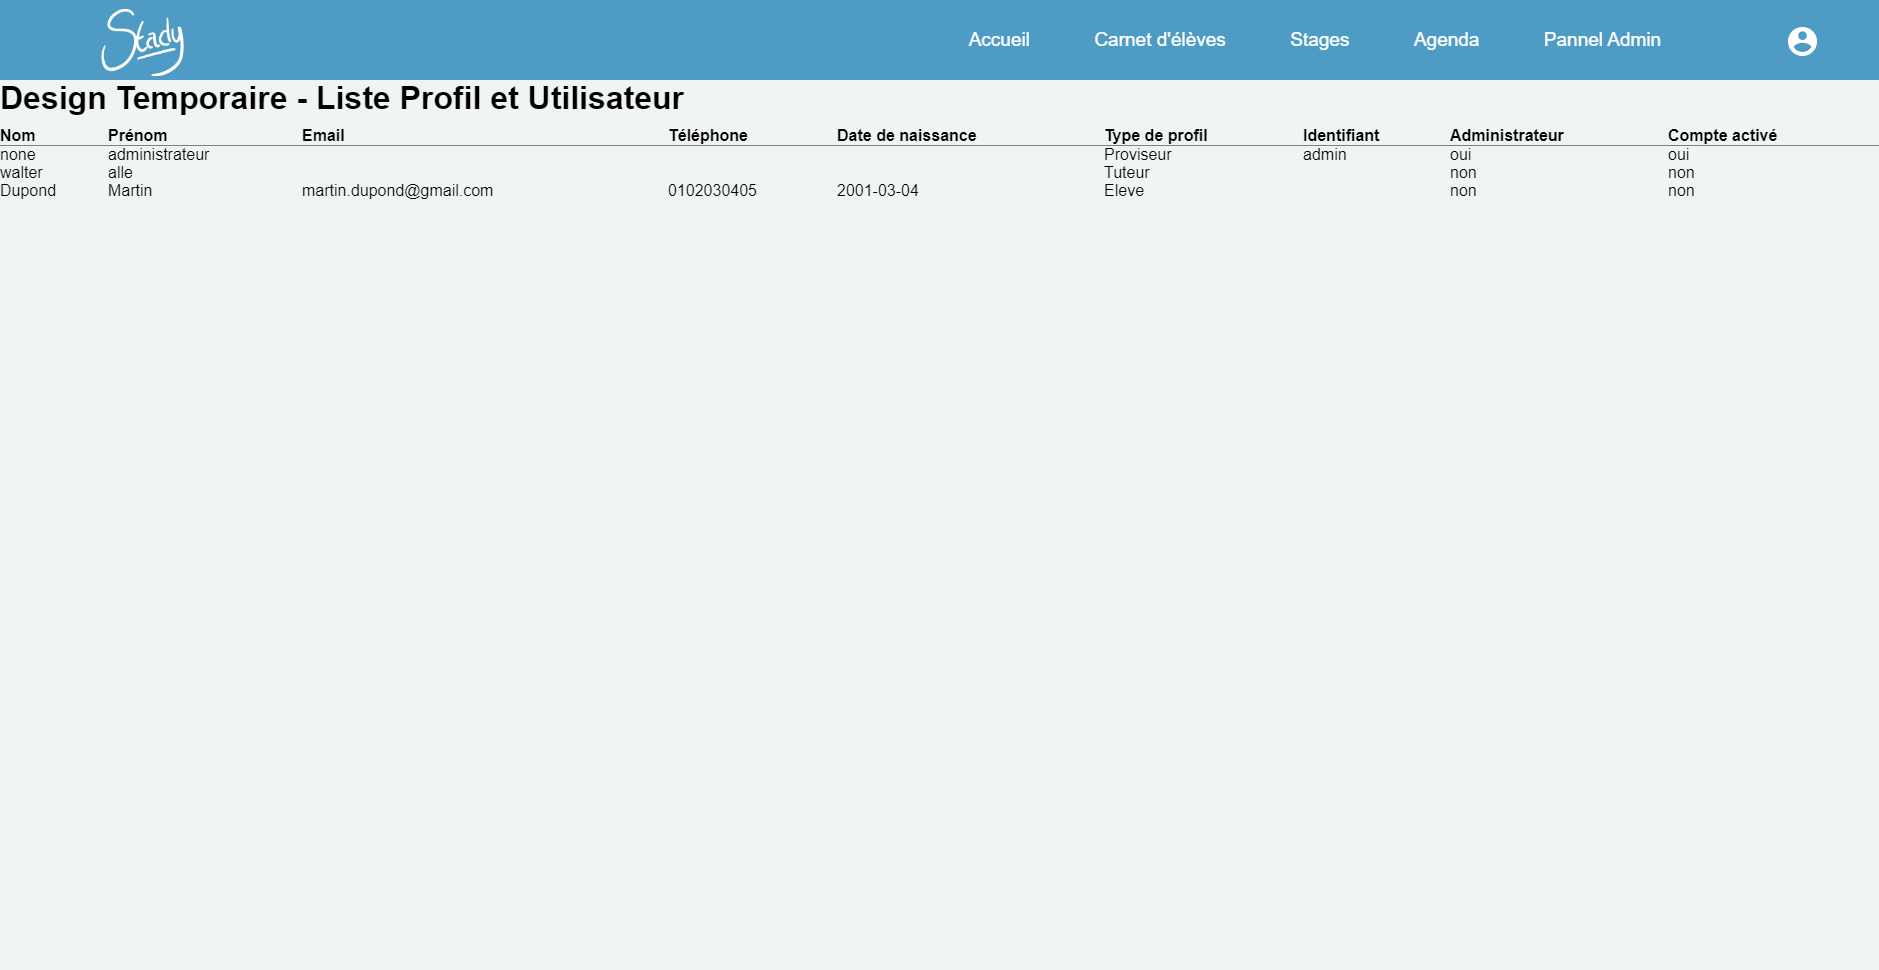 Stady Accueil Carnet d'élèves Stages Agenda Pannel Admin
Design Temporaire - Liste Profil et Utilisateur
Nom Prénom Email Téléphone Date de naissance Type de profil Identifiant Administrateur Compte activé
none administrateur Proviseur admin oui oui
walter alle Tuteur non non
Dupond Martin martin.dupond@gmail.com 0102030405 2001-03-04 Eleve non non